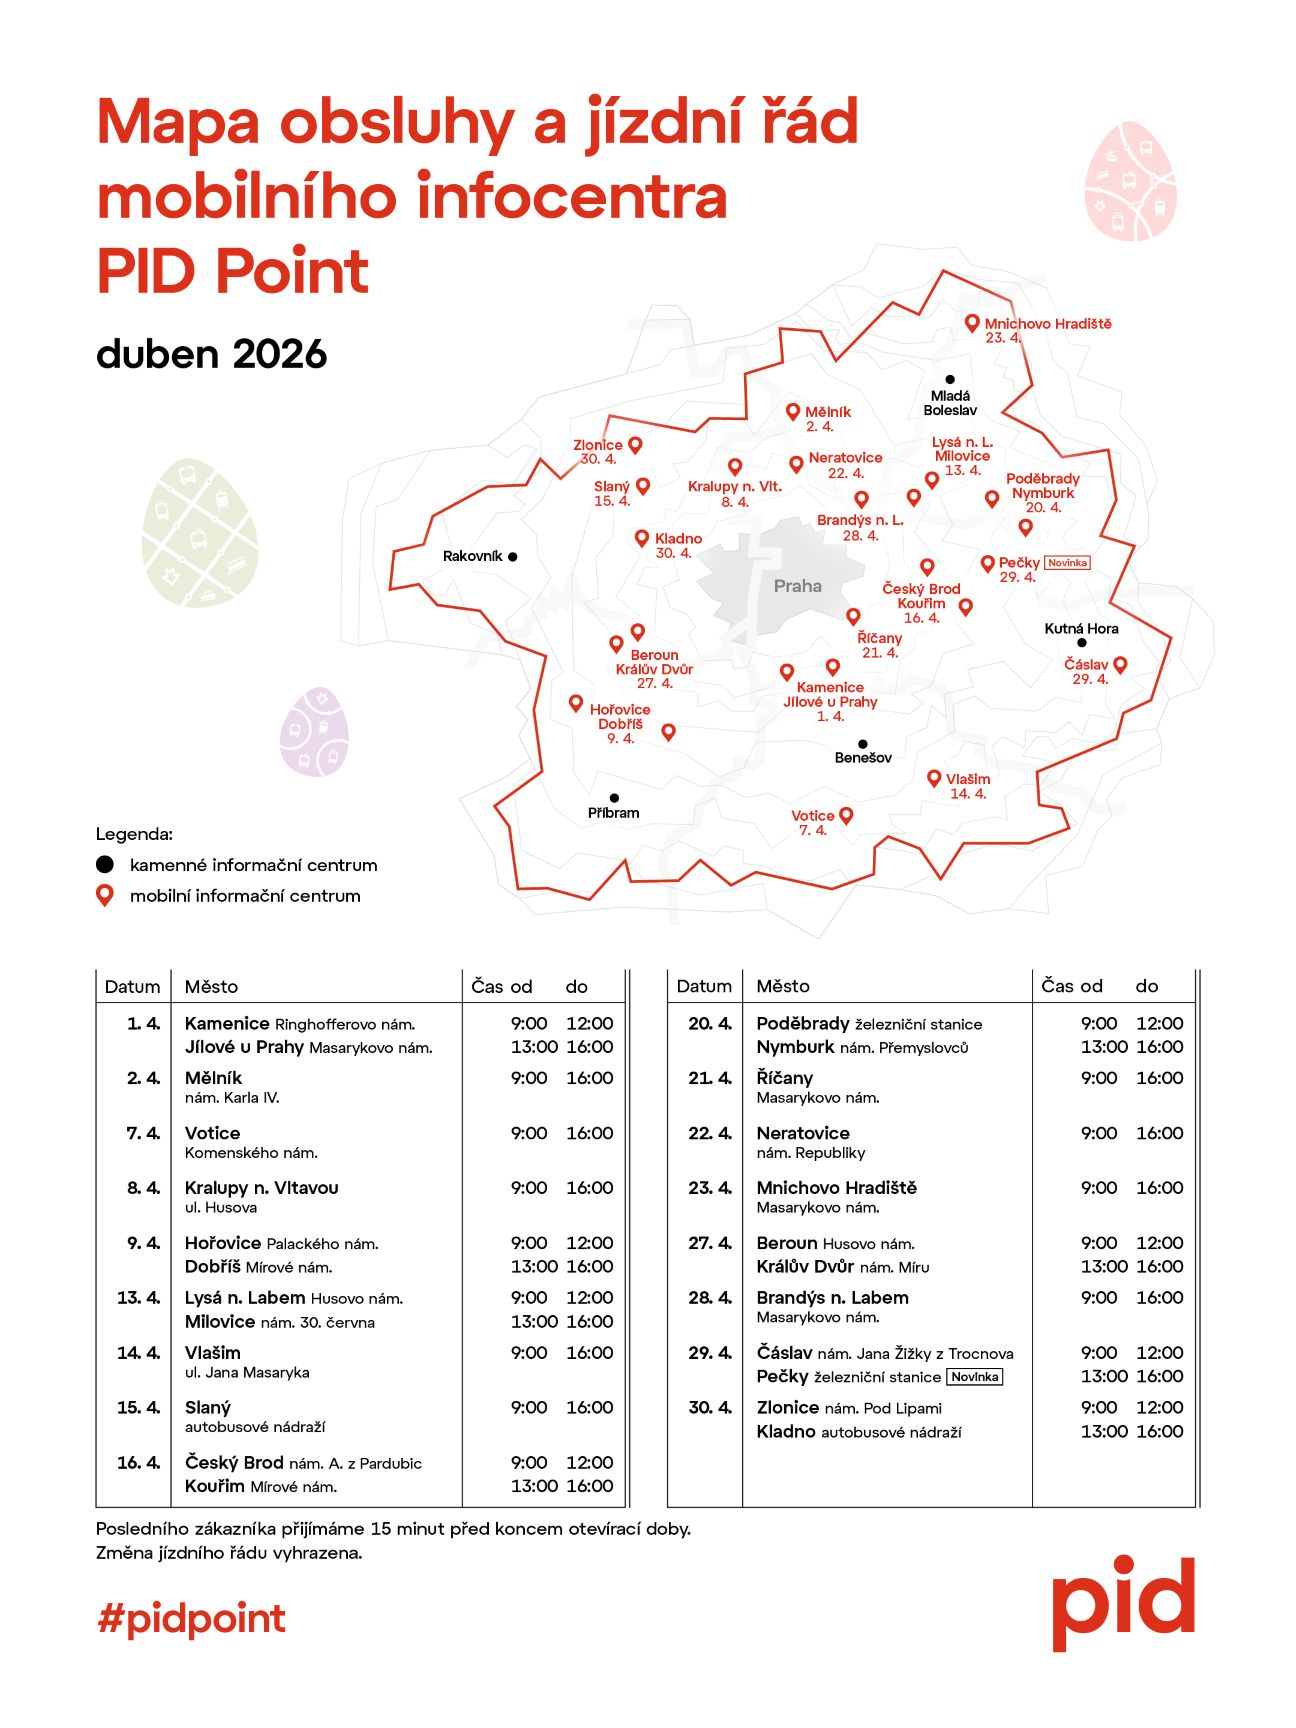 Mapa obsluhy a jízdní řád
mobilního infocentra
PID Point
duben 2026
Mnichovo Hradiště
23. 4.
Mladá
Boleslav
Mělník
2. 4.
Zlonice
30. 4.
Lysá n. L.
Milovice
13. 4.
Neratovice
22. 4.
Slaný
15. 4.
Kralupy n. Vlt.
8. 4.
Poděbrady
Nymburk
20. 4.
Brandýs n. L.
28. 4.
Kladno
30. 4.
Rakovník
Pečky Novinka
29. 4.
Praha
Český Brod
Kouřim
16. 4.
Kutná Hora
Říčany
21. 4.
Beroun
Králův Dvůr
27. 4.
Čáslav
29. 4.
Kamenice
Jílové u Prahy
1. 4.
Hořovice
Dobříš
9. 4.
Benešov
Vlašim
14. 4.
Příbram
Votice
7. 4.
Legenda:
kamenné informační centrum
mobilní informační centrum
Datum Město Čas od do
1. 4. Kamenice Ringhofferovo nám. 9:00 12:00
Jílové u Prahy Masarykovo nám. 13:00 16:00
2. 4. Mělník 9:00 16:00
nám. Karla IV.
7. 4. Votice 9:00 16:00
Komenského nám.
8. 4. Kralupy n. Vltavou 9:00 16:00
ul. Husova
9. 4. Hořovice Palackého nám. 9:00 12:00
Dobříš Mírové nám. 13:00 16:00
13. 4. Lysá n. Labem Husovo nám. 9:00 12:00
Milovice nám. 30. června 13:00 16:00
14. 4. Vlašim 9:00 16:00
ul. Jana Masaryka
15. 4. Slaný 9:00 16:00
autobusové nádraží
16. 4. Český Brod nám. A. z Pardubic 9:00 12:00
Kouřim Mírové nám. 13:00 16:00
Datum Město Čas od do
20. 4. Poděbrady železniční stanice 9:00 12:00
Nymburk nám. Přemyslovců 13:00 16:00
21. 4. Říčany 9:00 16:00
Masarykovo nám.
22. 4. Neratovice 9:00 16:00
nám. Republiky
23. 4. Mnichovo Hradiště 9:00 16:00
Masarykovo nám.
27. 4. Beroun Husovo nám. 9:00 12:00
Králův Dvůr nám. Míru 13:00 16:00
28. 4. Brandýs n. Labem 9:00 16:00
Masarykovo nám.
29. 4. Čáslav nám. Jana Žižky z Trocnova 9:00 12:00
Pečky železniční stanice Novinka 13:00 16:00
30. 4. Zlonice nám. Pod Lipami 9:00 12:00
Kladno autobusové nádraží 13:00 16:00
Posledního zákazníka přijímáme 15 minut před koncem otevírací doby.
Změna jízdního řádu vyhrazena.
#pidpoint
pid